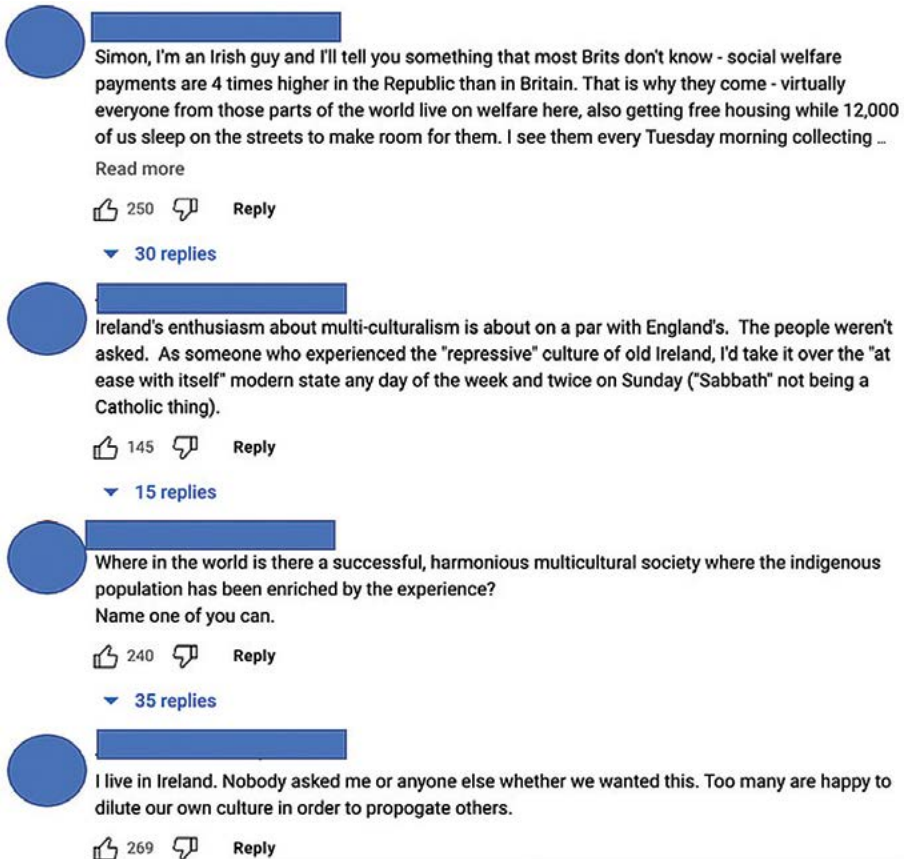 Simon, I'm an Irish guy and I'll tell you something that most Brits don't know - social welfare
payments are 4 times higher in the Republic than in Britain. That is why they come - virtually
everyone from those parts of the world live on welfare here, also getting free housing while 12,000
of us sleep on the streets to make room for them. I see them every Tuesday morning collecting ...
Read more
250 Reply
30 replies
Ireland's enthusiasm about multi-culturalism is about on a par with England's. The people weren't
asked. As someone who experienced the "repressive" culture of old Ireland, I'd take it over the "at
ease with itself" modern state any day of the week and twice on Sunday ("Sabbath" not being a
Catholic thing).
145 Reply
15 replies
Where in the world is there a successful, harmonious multicultural society where the indigenous
population has been enriched by the experience?
Name one of you can.
240 Reply
35 replies
I live in Ireland. Nobody asked me or anyone else whether we wanted this. Too many are happy to
dilute our own culture in order to propogate others.
269 Reply